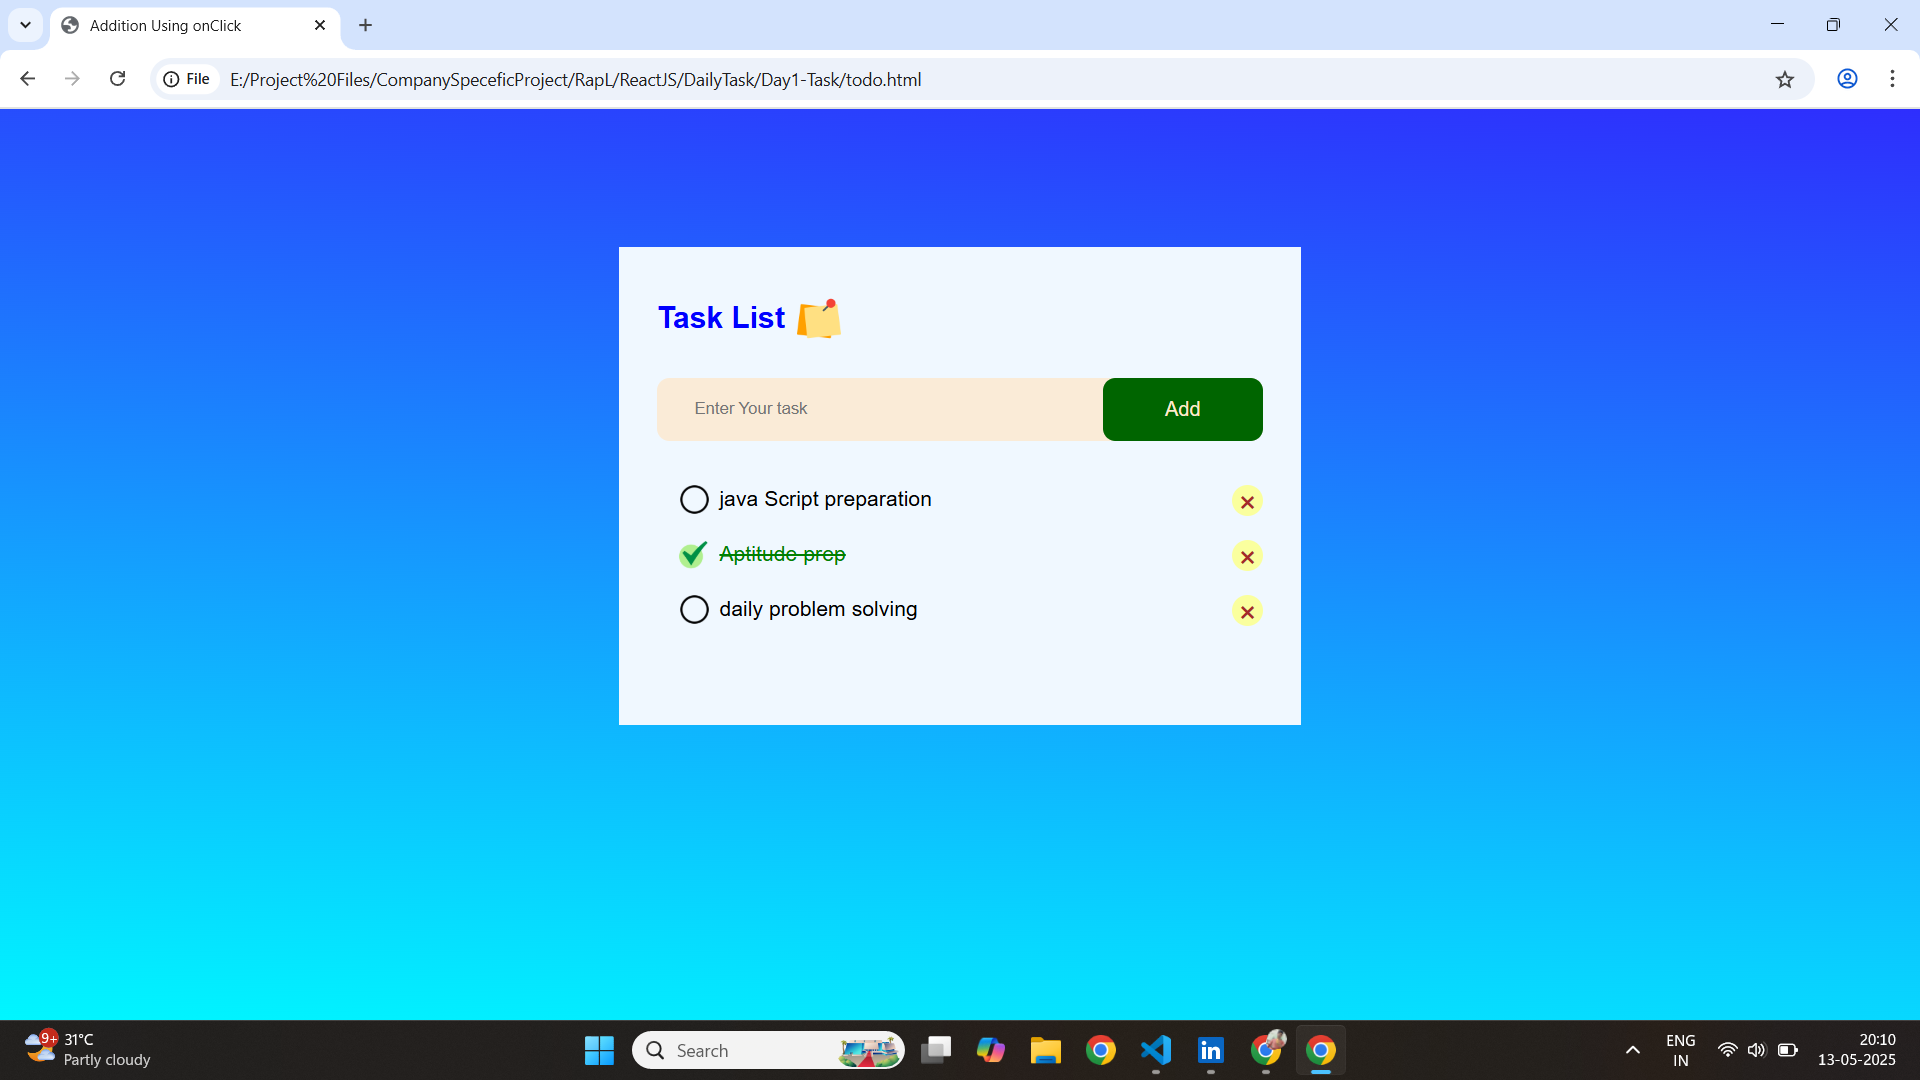 Addition Using onClick
File E:/Project%20Files/CompanySpeceficProject/RapL/ReactJS/DailyTask/Day1-Task/todo.html
Task List
Enter Your task
Add
java Script preparation
Aptitude prep
daily problem solving
9+
31°C
Partly cloudy
Search
in
ENG
IN
20:10
13-05-2025